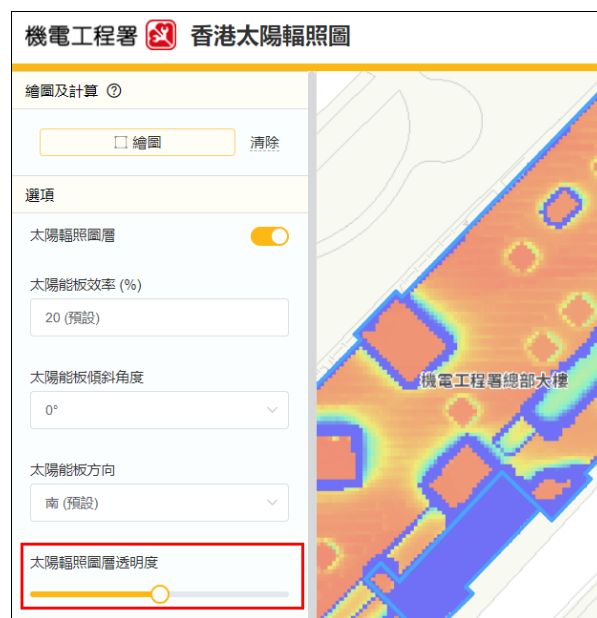 機電工程署 香港太陽輻照圖
繪圖及計算 ?
繪圖 清除
選項
太陽輻照圖層
太陽能板效率 (%)
20 (預設)
太陽能板傾斜角度
0°
太陽能板方向
南 (預設)
太陽輻照圖層透明度
機電工程署總部大樓